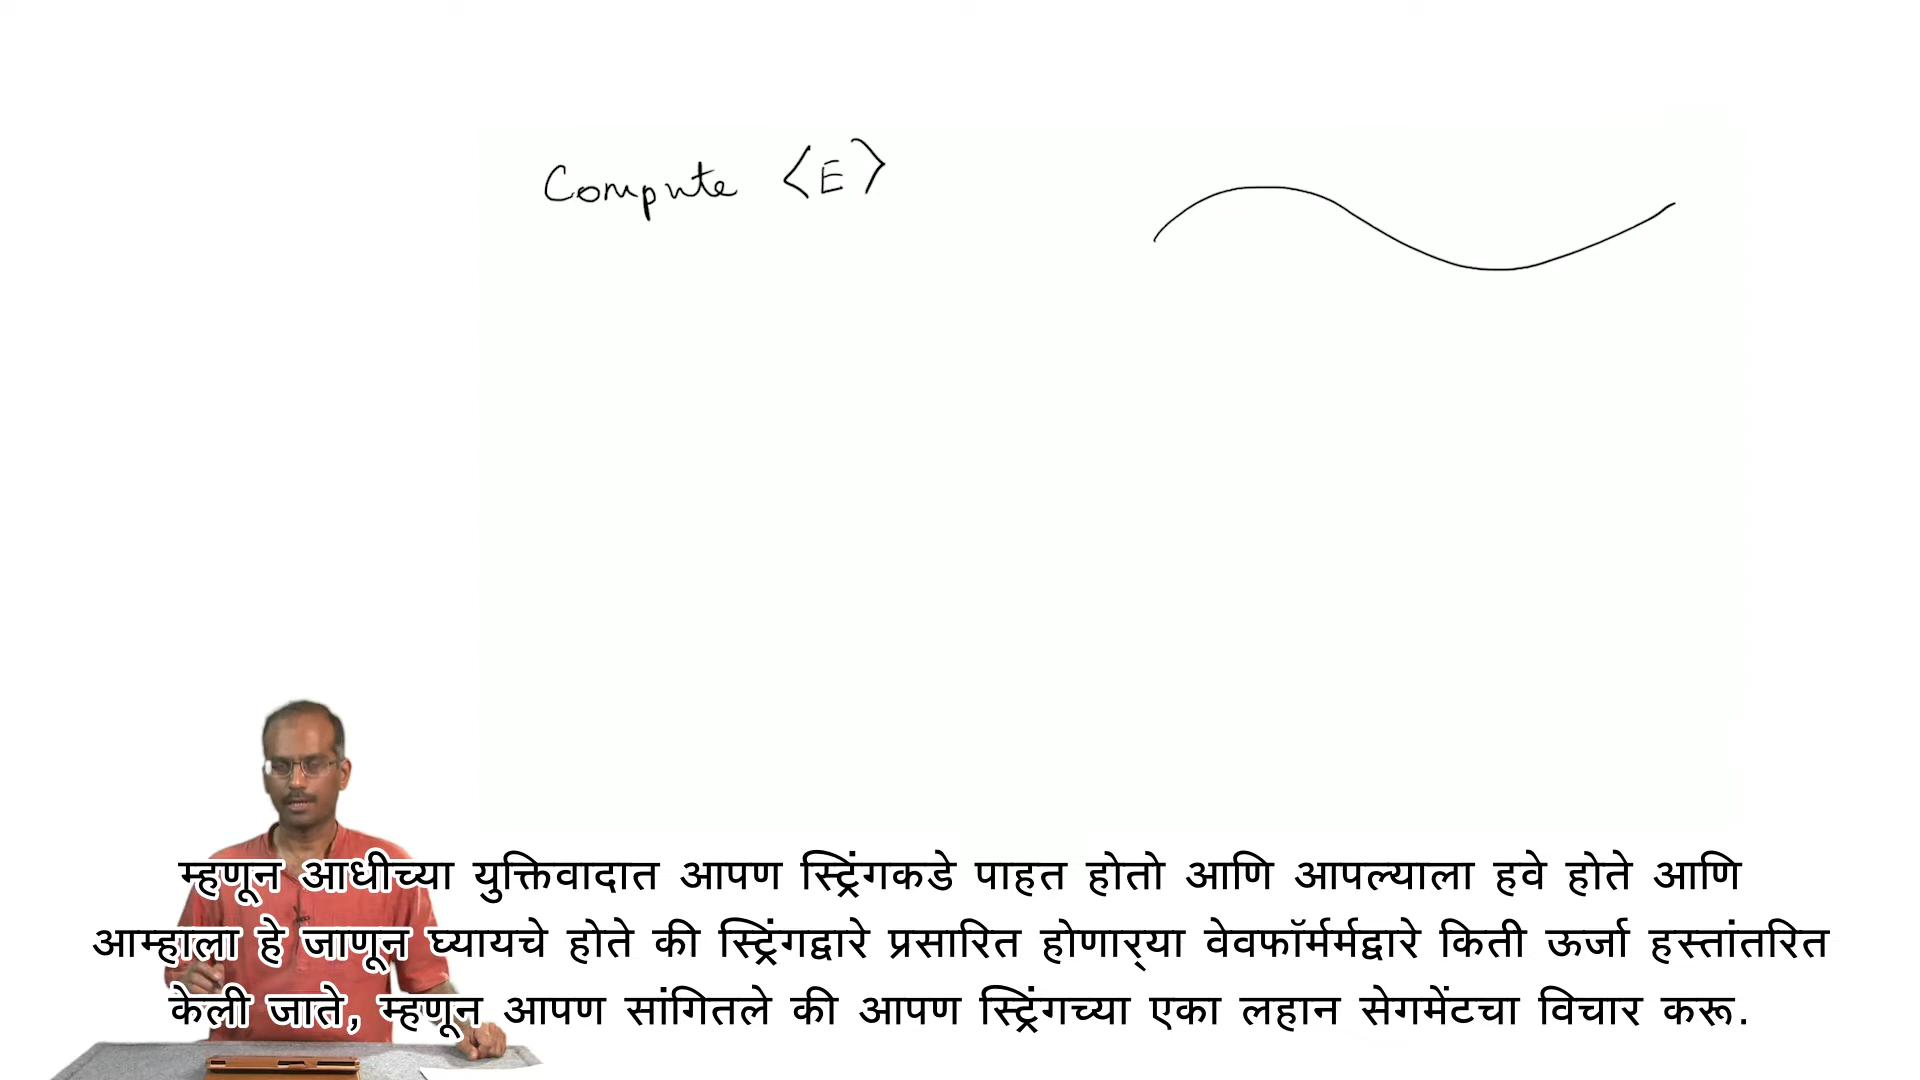 Compute ⟨E⟩
म्हणून आधीच्या युक्तिवादात आपण स्ट्रिंगकडे पाहत होतो आणि आपल्याला हवे होते आणि
आम्हाला हे जाणून घ्यायचे होते की स्ट्रिंगद्वारे प्रसारित होणाऱ्या वेवफॉर्मर्मद्वारे किती ऊर्जा हस्तांतरित
केली जाते, म्हणून आपण सांगितले की आपण स्ट्रिंगच्या एका लहान सेगमेंटचा विचार करू.